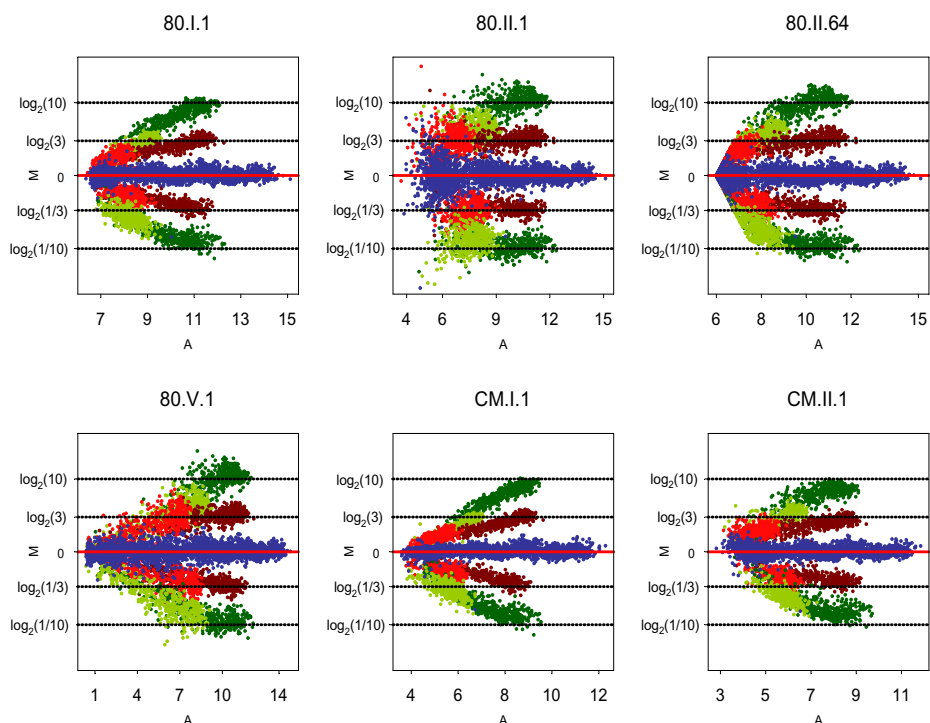 80.I.1
80.II.1
80.II.64
log₂(10)
log₂(3)
M
0
log₂(1/3)
log₂(1/10)
7 9 11 13 15
A
log₂(10)
log₂(3)
M
0
log₂(1/3)
log₂(1/10)
4 6 9 12 15
A
log₂(10)
log₂(3)
M
0
log₂(1/3)
log₂(1/10)
6 8 10 12 15
A
80.V.1
CM.I.1
CM.II.1
log₂(10)
log₂(3)
M
0
log₂(1/3)
log₂(1/10)
1 4 7 10 14
A
log₂(10)
log₂(3)
M
0
log₂(1/3)
log₂(1/10)
4 6 8 10 12
A
log₂(10)
log₂(3)
M
0
log₂(1/3)
log₂(1/10)
3 5 7 9 11
A